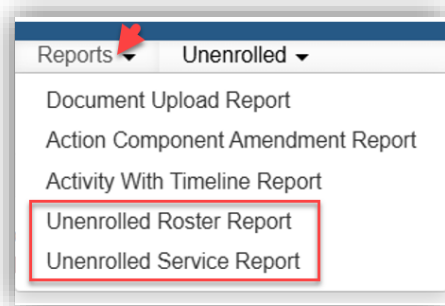 Reports Unenrolled
Document Upload Report
Action Component Amendment Report
Activity With Timeline Report
Unenrolled Roster Report
Unenrolled Service Report